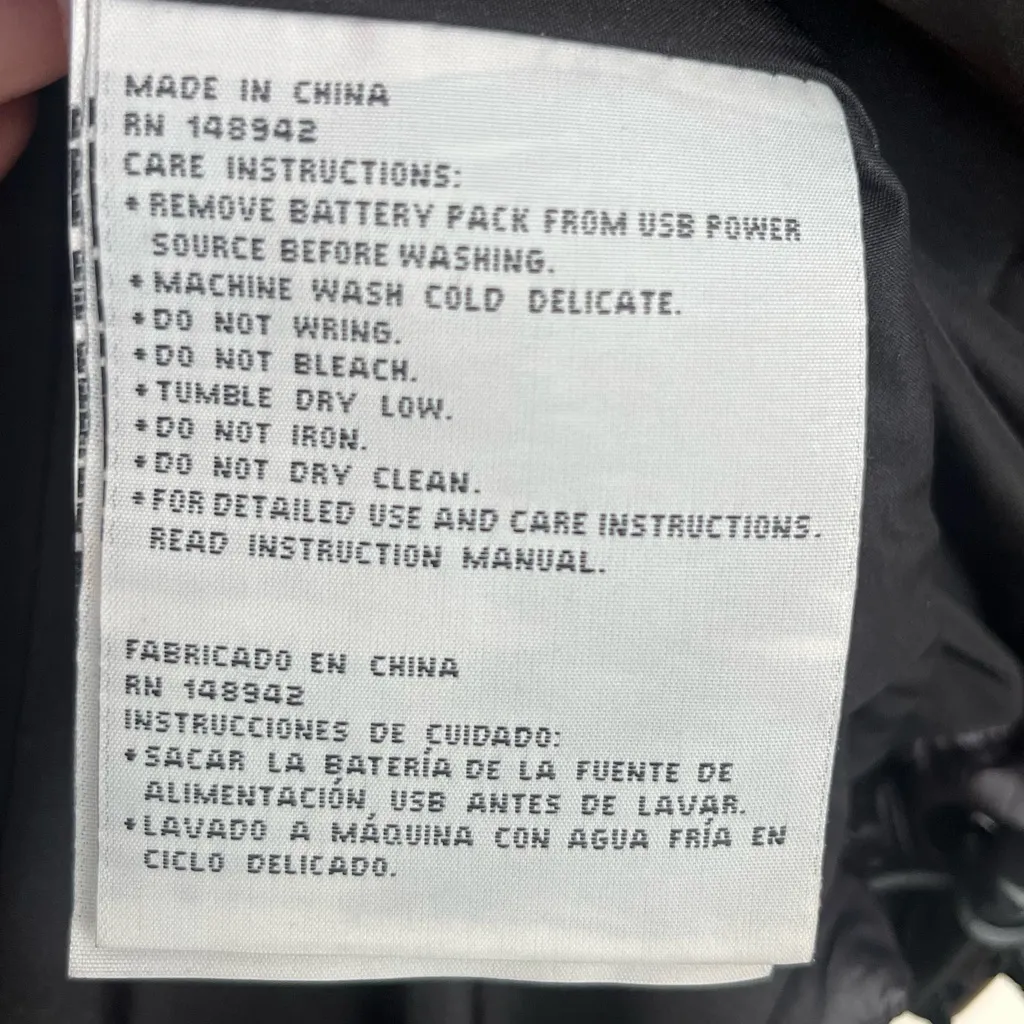 MADE IN CHINA
RN 148942
CARE INSTRUCTIONS:
* REMOVE BATTERY PACK FROM USB POWER
SOURCE BEFORE WASHING.
* MACHINE WASH COLD DELICATE.
* DO NOT WRING.
* DO NOT BLEACH.
* TUMBLE DRY LOW.
* DO NOT IRON.
* DO NOT DRY CLEAN.
* FOR DETAILED USE AND CARE INSTRUCTIONS.
READ INSTRUCTION MANUAL.
FABRICADO EN CHINA
RN 148942
INSTRUCCIONES DE CUIDADO:
* SACAR LA BATERÍA DE LA FUENTE DE
ALIMENTACIÓN, USB ANTES DE LAVAR.
* LAVADO A MÁQUINA CON AGUA FRÍA EN
CICLO DELICADO.